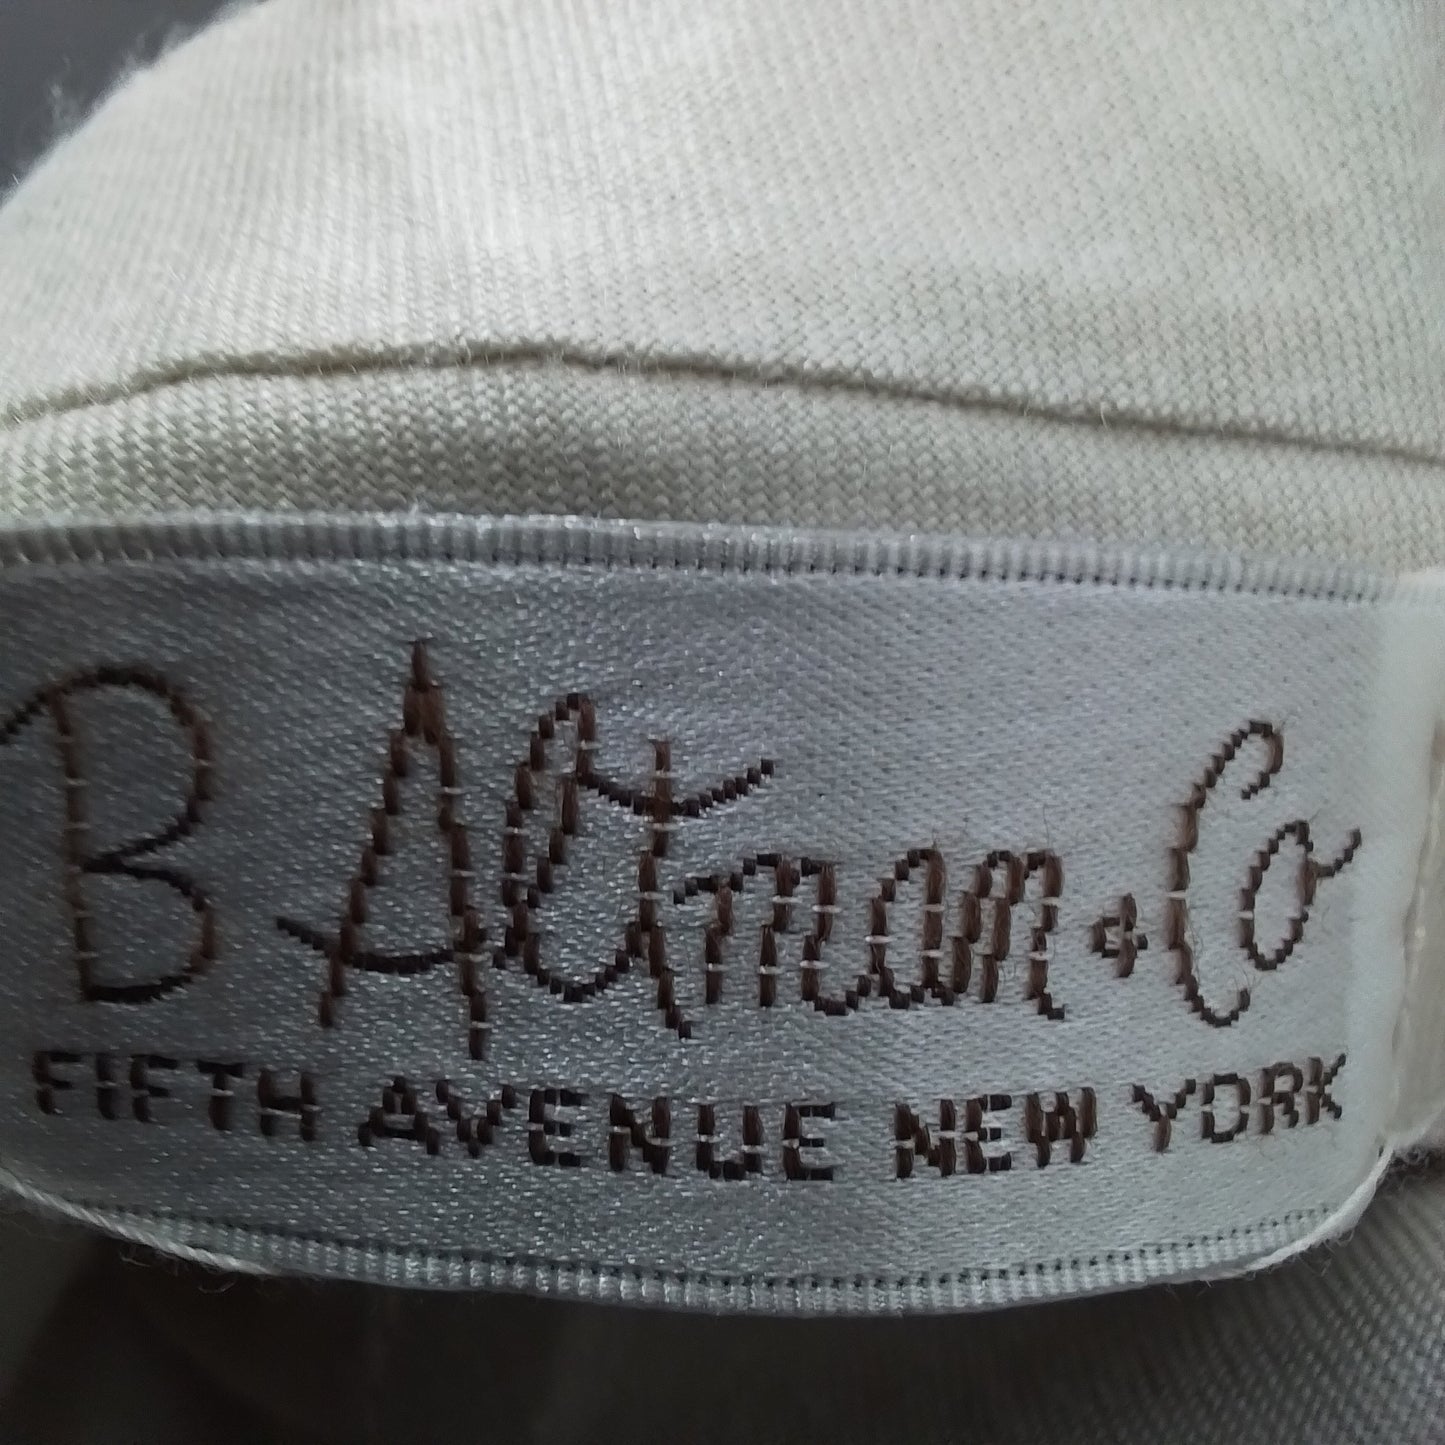 B Altman & Co
FIFTH AVENUE NEW YORK